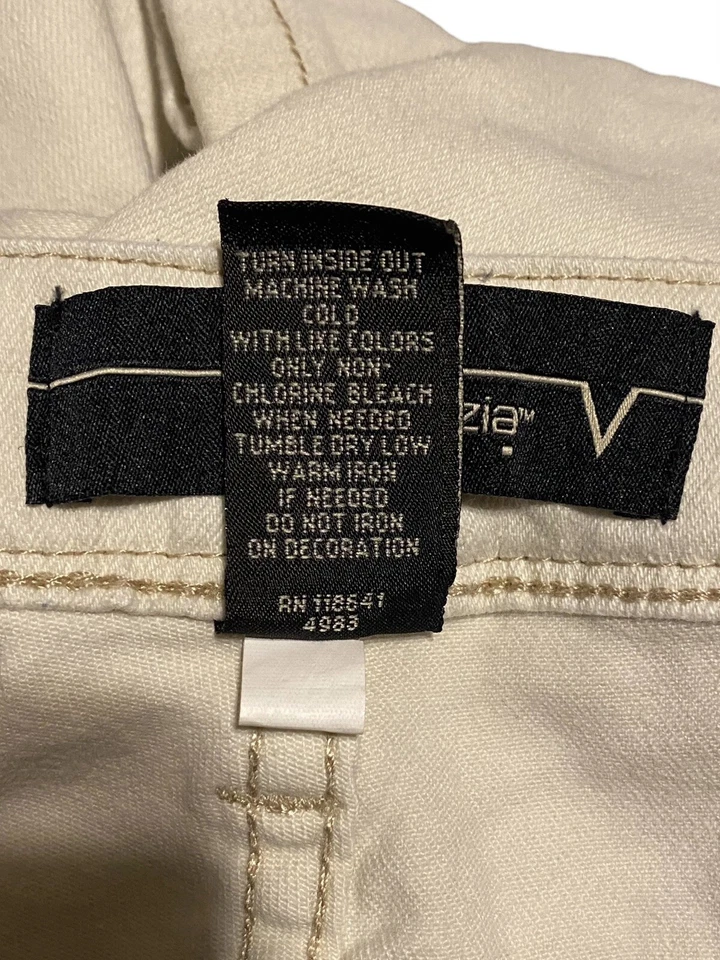 TURN INSIDE OUT
MACHINE WASH
COLD
WITH LIKE COLORS
ONLY NON-
CHLORINE BLEACH
WHEN NEEDED
TUMBLE DRY LOW
WARM IRON
IF NEEDED
DO NOT IRON
ON DECORATION
RN 118641
4983
zia™